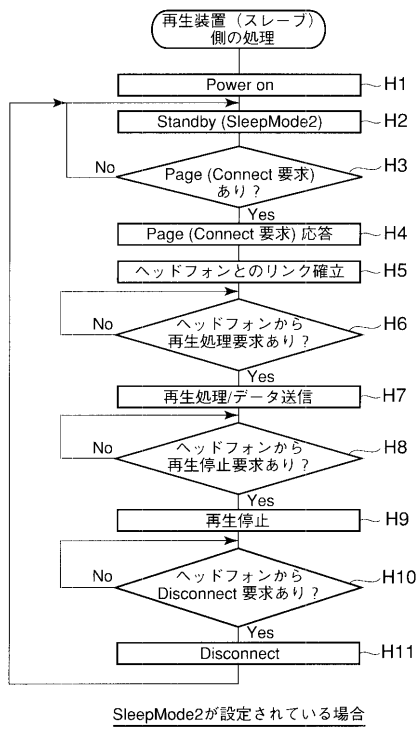 再生装置（スレーブ）
側の処理
Power on
H1
Standby (SleepMode2)
H2
H3
Page (Connect 要求)
あり？
No
Yes
Page (Connect 要求) 応答
H4
ヘッドフォンとのリンク確立
H5
ヘッドフォンから
再生処理要求あり？
H6
No
Yes
再生処理/データ送信
H7
ヘッドフォンから
再生停止要求あり？
H8
No
Yes
再生停止
H9
ヘッドフォンから
Disconnect 要求あり？
H10
No
Yes
Disconnect
H11
SleepMode2が設定されている場合